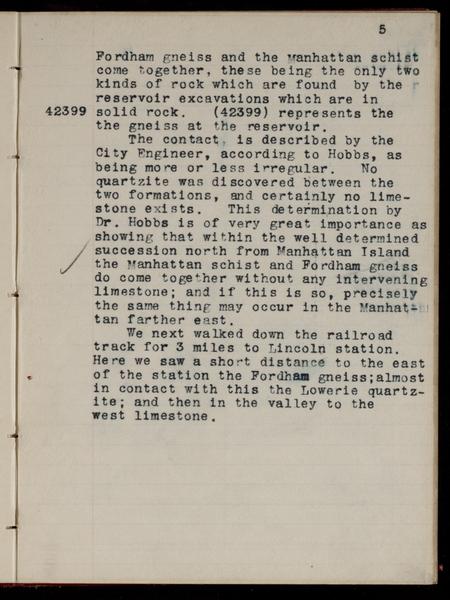 5
Fordham gneiss and the Manhattan schist
come together, these being the only two
kinds of rock which are found by the
reservoir excavations which are in
42399 solid rock. (42399) represents the
the gneiss at the reservoir.
The contact, is described by the
City Engineer, according to Hobbs, as
being more or less irregular. No
quartzite was discovered between the
two formations, and certainly no lime-
stone exists. This determination by
Dr. Hobbs is of very great importance as
showing that within the well determined
succession north from Manhattan Island
the Manhattan schist and Fordham gneiss
do come together without any intervening
limestone; and if this is so, precisely
the same thing may occur in the Manhat-
tan farther east.
We next walked down the railroad
track for 3 miles to Lincoln station.
Here we saw a short distance to the east
of the station the Fordham gneiss;almost
in contact with this the Lowerie quartz-
ite; and then in the valley to the
west limestone.